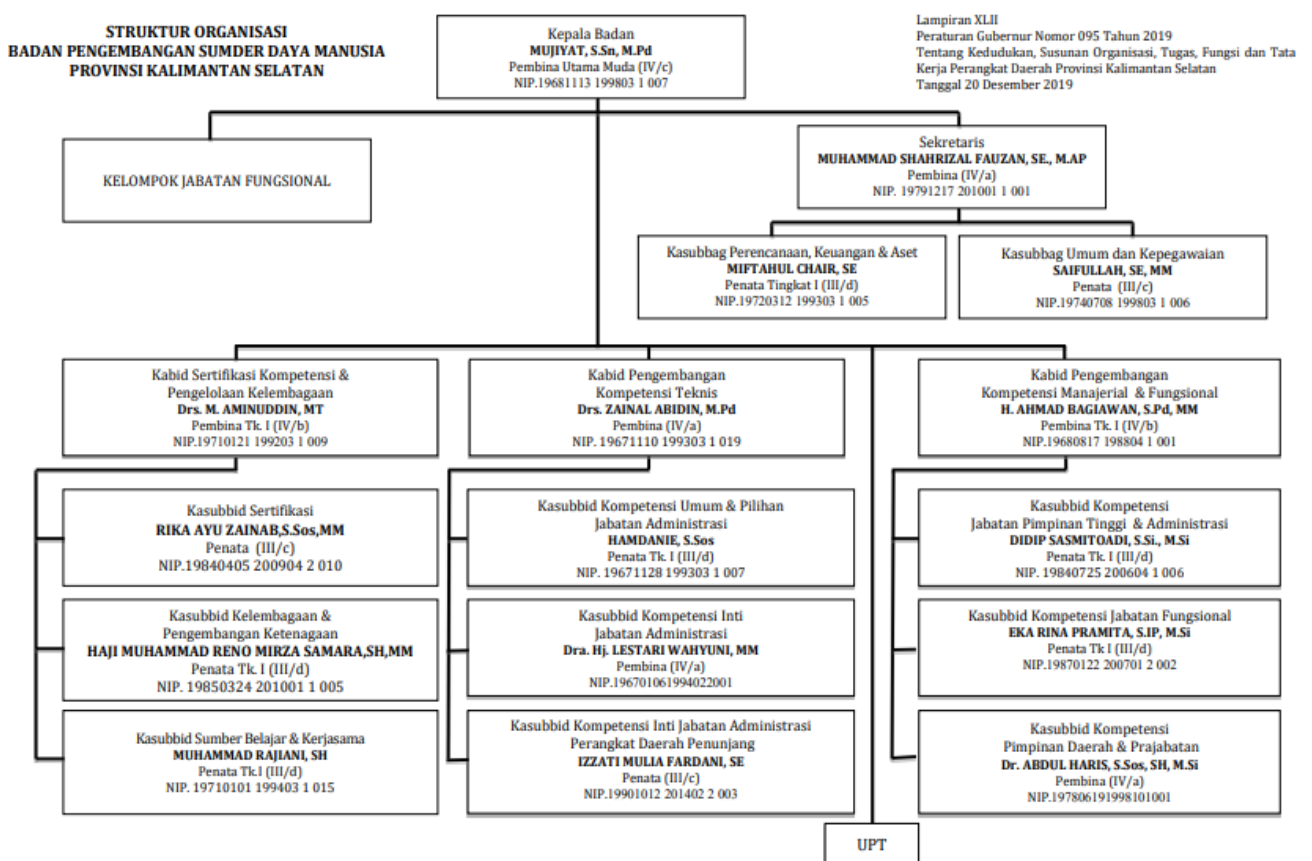 STRUKTUR ORGANISASI
BADAN PENGEMBANGAN SUMDER DAYA MANUSIA
PROVINSI KALIMANTAN SELATAN
Kepala Badan
MUJIYAT, S.Sn, M.Pd
Pembina Utama Muda (IV/c)
NIP.19681113 199803 1 007
Lampiran XLII
Peraturan Gubernur Nomor 095 Tahun 2019
Tentang Kedudukan, Susunan Organisasi, Tugas, Fungsi dan Tata
Kerja Perangkat Daerah Provinsi Kalimantan Selatan
Tanggal 20 Desember 2019
KELOMPOK JABATAN FUNGSIONAL
Sekretaris
MUHAMMAD SHAHRIZAL FAUZAN, SE., M.AP
Pembina (IV/a)
NIP. 19791217 201001 1 001
Kasubbag Perencanaan, Keuangan & Aset
MIFTAHUL CHAIR, SE
Penata Tingkat I (III/d)
NIP.19720312 199303 1 005
Kasubbag Umum dan Kepegawaian
SAIFULLAH, SE, MM
Penata (III/c)
NIP.19740708 199803 1 006
Kabid Sertifikasi Kompetensi &
Pengelolaan Kelembagaan
Drs. M. AMINUDDIN, MT
Pembina Tk. I (IV/b)
NIP.19710121 199203 1 009
Kabid Pengembangan
Kompetensi Teknis
Drs. ZAINAL ABIDIN, M.Pd
Pembina (IV/a)
NIP. 19671110 199303 1 019
Kabid Pengembangan
Kompetensi Manajerial & Fungsional
H. AHMAD BAGIAWAN, S.Pd, MM
Pembina Tk. I (IV/b)
NIP.19680817 198804 1 001
Kasubbid Sertifikasi
RIKA AYU ZAINAB,S.Sos,MM
Penata (III/c)
NIP.19840405 200904 2 010
Kasubbid Kompetensi Umum & Pilihan
Jabatan Administrasi
HAMDANIE, S.Sos
Penata Tk. I (III/d)
NIP. 19671128 199303 1 007
Kasubbid Kompetensi
Jabatan Pimpinan Tinggi & Administrasi
DIDIP SASMITOADI, S.Si., M.Si
Penata Tk. I (III/d)
NIP. 19840725 200604 1 006
Kasubbid Kelembagaan &
Pengembangan Ketenagaan
HAJI MUHAMMAD RENO MIRZA SAMARA,SH,MM
Penata Tk. I (III/d)
NIP. 19850324 201001 1 005
Kasubbid Kompetensi Inti
Jabatan Administrasi
Dra. Hj. LESTARI WAHYUNI, MM
Pembina (IV/a)
NIP.196701061994022001
Kasubbid Kompetensi Jabatan Fungsional
EKA RINA PRAMITA, S.IP, M.Si
Penata Tk I (III/d)
NIP.19870122 200701 2 002
Kasubbid Sumber Belajar & Kerjasama
MUHAMMAD RAJIANI, SH
Penata Tk.I (III/d)
NIP. 19710101 199403 1 015
Kasubbid Kompetensi Inti Jabatan Administrasi
Perangkat Daerah Penunjang
IZZATI MULIA FARDANI, SE
Penata (III/c)
NIP.19901012 201402 2 003
Kasubbid Kompetensi
Pimpinan Daerah & Prajabatan
Dr. ABDUL HARIS, S.Sos, SH, M.Si
Pembina (IV/a)
NIP.197806191998101001
UPT